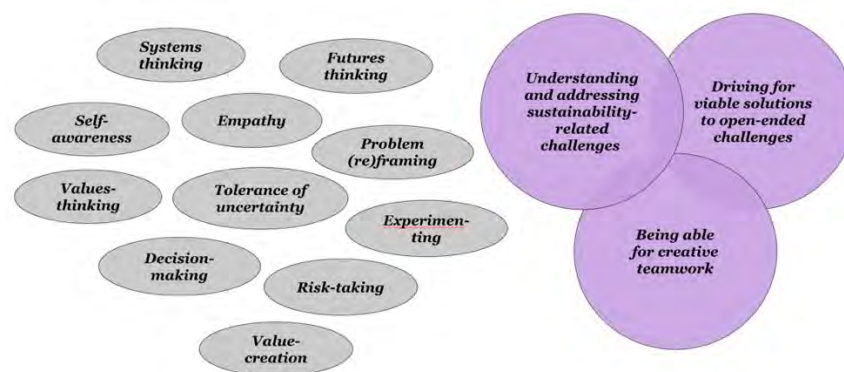 Systems
thinking
Futures
thinking
Self-
awareness
Empathy
Problem
(re)framing
Values-
thinking
Tolerance of
uncertainty
Experimen-
ting
Decision-
making
Risk-taking
Value-
creation
Understanding
and addressing
sustainability-
related
challenges
Driving for
viable solutions
to open-ended
challenges
Being able
for creative
teamwork